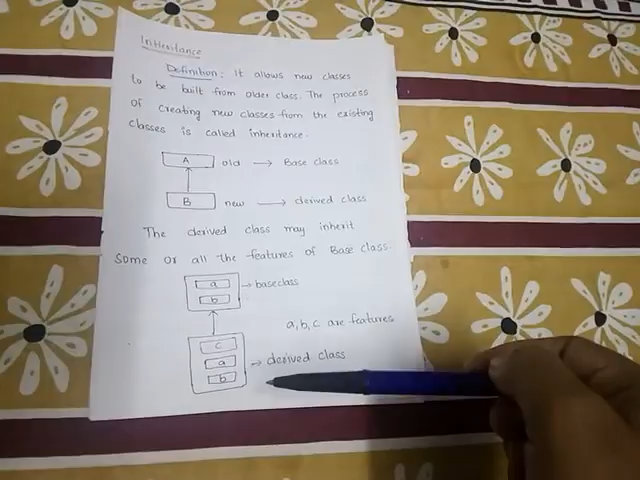 Inheritance
Definition: It allows new classes
to be built from older class. The process
of creating new classes from the existing
classes is called inheritance.
A old → Base class
B new → derived class
The derived class may inherit
Some or all the features of Base class.
a
b → baseclass
a,b,c are features
c
a → derived class
b